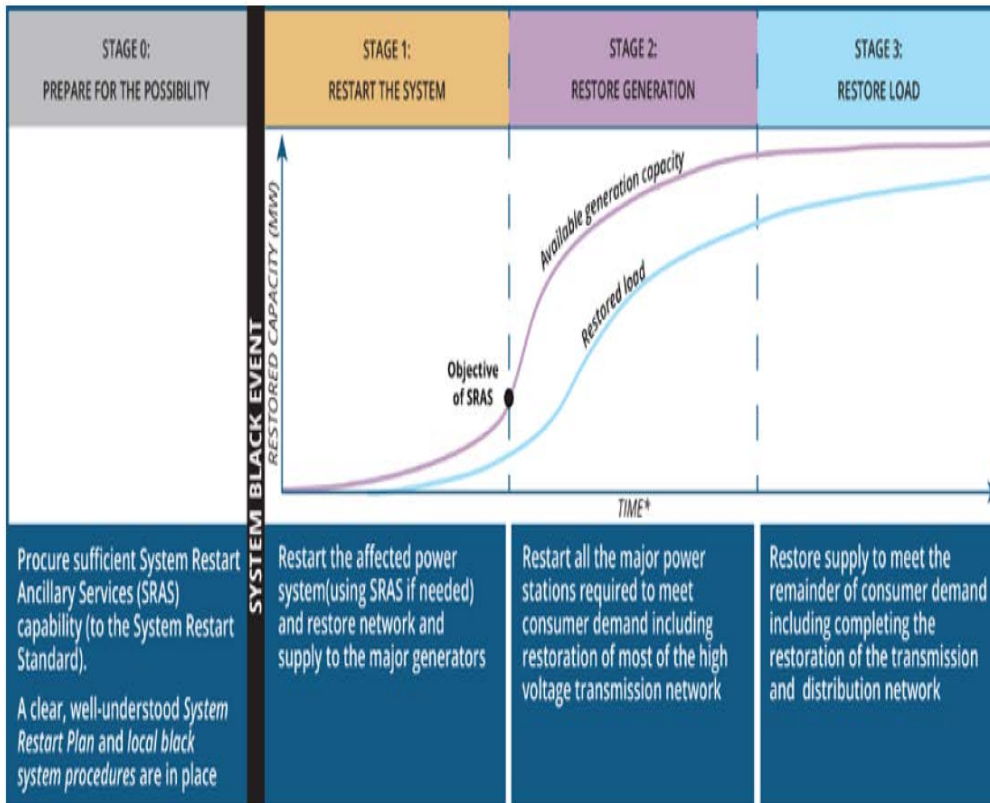 STAGE 0:
PREPARE FOR THE POSSIBILITY
STAGE 1:
RESTART THE SYSTEM
STAGE 2:
RESTORE GENERATION
STAGE 3:
RESTORE LOAD
SYSTEM BLACK EVENT
RESTORED CAPACITY (MW)
Available generation capacity
Restored load
Objective
of SRAS
TIME*
Procure sufficient System Restart
Ancillary Services (SRAS)
capability (to the System Restart
Standard).
A clear, well-understood System
Restart Plan and local black
system procedures are in place
Restart the affected power
system(using SRAS if needed)
and restore network and
supply to the major generators
Restart all the major power
stations required to meet
consumer demand including
restoration of most of the high
voltage transmission network
Restore supply to meet the
remainder of consumer demand
including completing the
restoration of the transmission
and distribution network